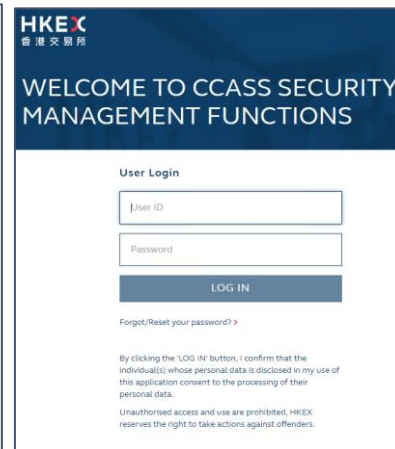 HKEX
香港交易所
WELCOME TO CCASS SECURITY
MANAGEMENT FUNCTIONS
User Login
User ID
Password
LOG IN
Forgot/Reset your password? >
By clicking the 'LOG IN' button, I confirm that the
individual(s) whose personal data is disclosed in my use of
this application consent to the processing of their
personal data.
Unauthorised access and use are prohibited, HKEX
reserves the right to take actions against offenders.